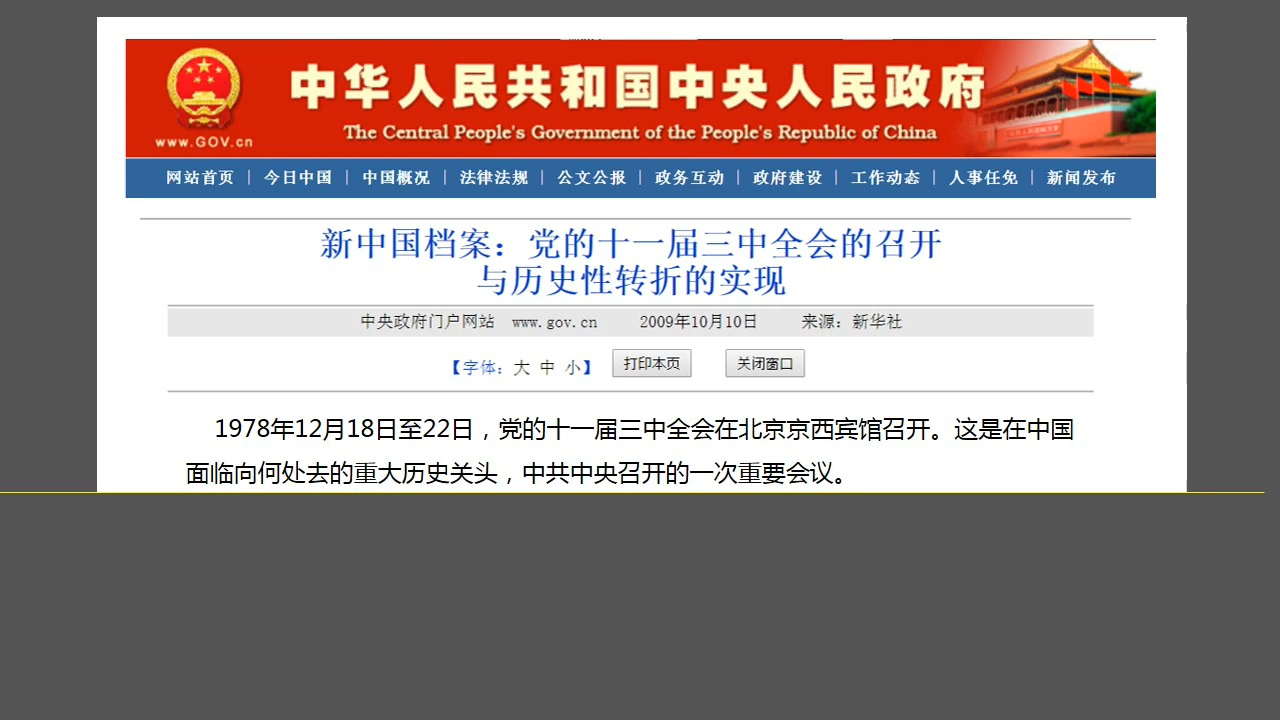 中华人民共和国中央人民政府
The Central People's Government of the People's Republic of China
www.GOV.cn
网站首页 | 今日中国 | 中国概况 | 法律法规 | 公文公报 | 政务互动 | 政府建设 | 工作动态 | 人事任免 | 新闻发布
新中国档案：党的十一届三中全会的召开
与历史性转折的实现
中央政府门户网站 www.gov.cn 2009年10月10日 来源：新华社
【字体：大 中 小】 打印本页 关闭窗口
1978年12月18日至22日，党的十一届三中全会在北京京西宾馆召开。这是在中国
面临向何处去的重大历史关头，中共中央召开的一次重要会议。